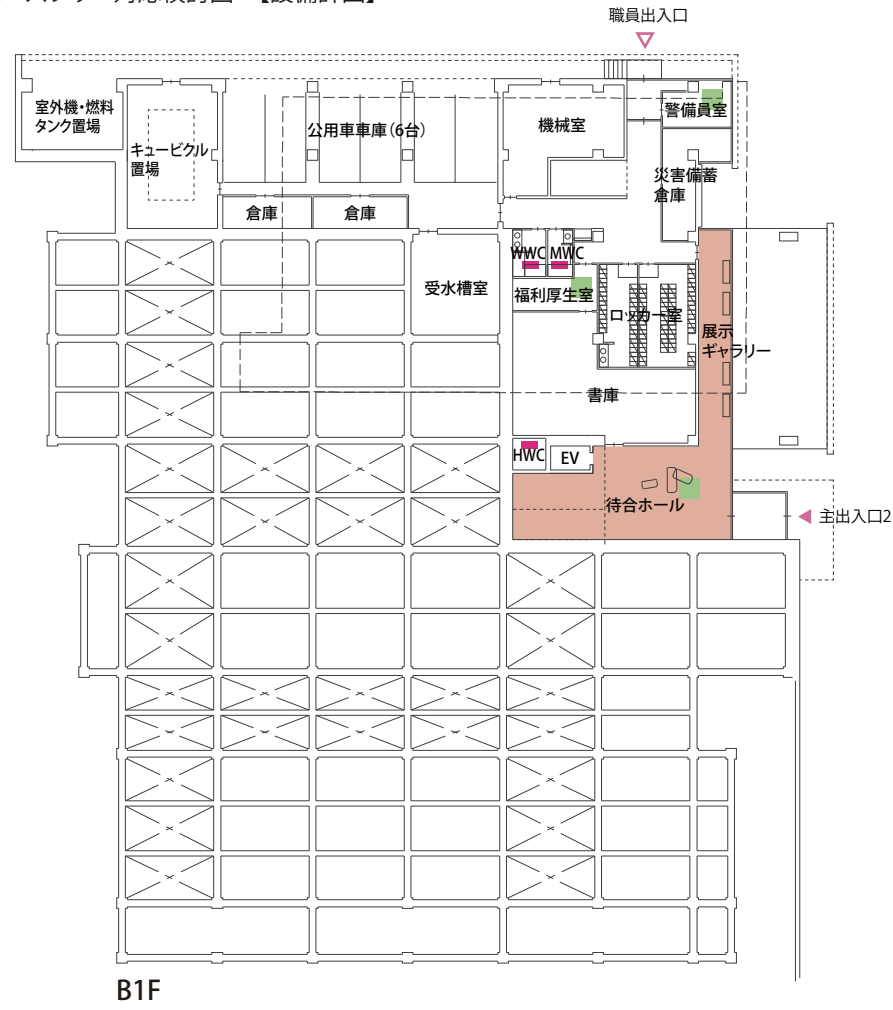 【設備計画】
職員出入口
室外機・燃料
タンク置場
キュービクル
置場
公用車車庫(6台)
機械室
警備員室
災害備蓄
倉庫
倉庫
倉庫
WWC
MWC
受水槽室
福利厚生室
ロッカー室
展示
ギャラリー
書庫
HWC
EV
待合ホール
主出入口2
B1F